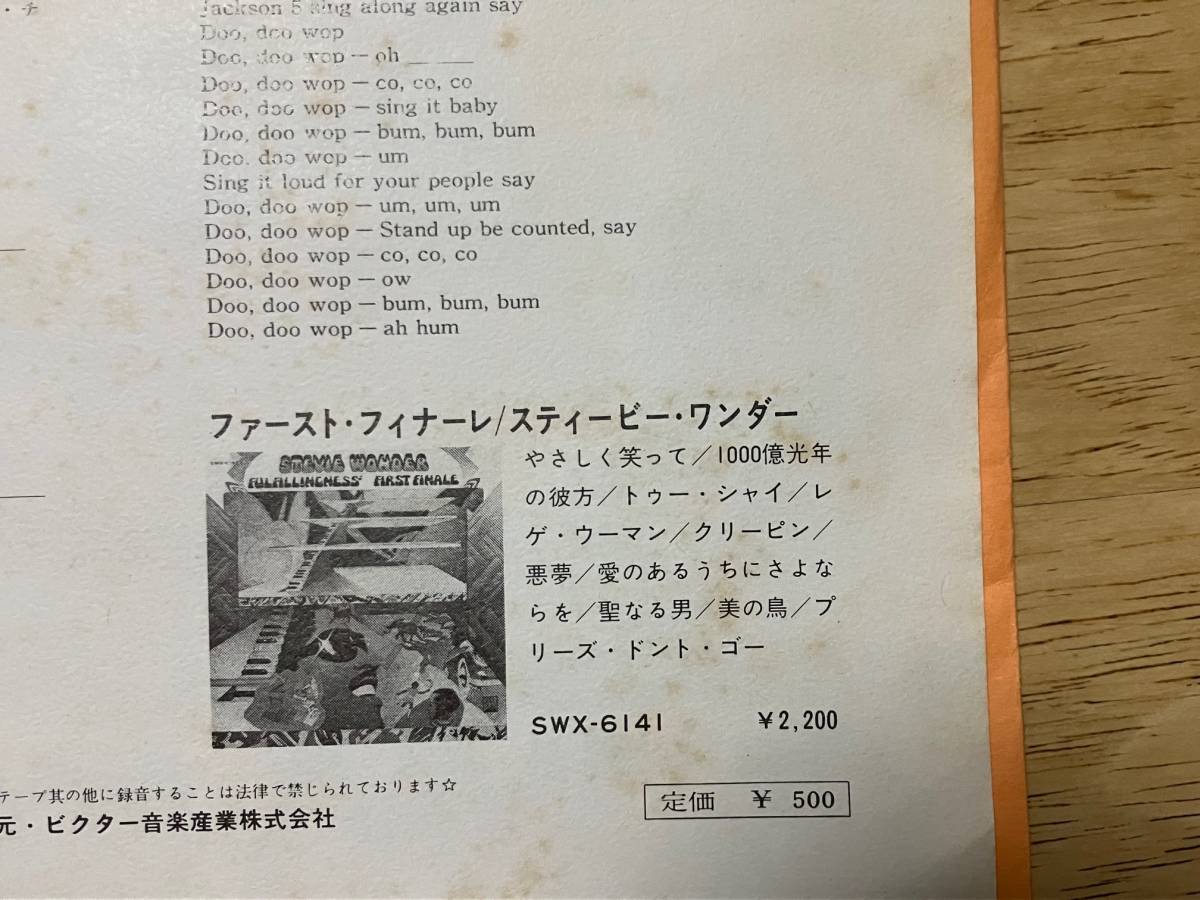 ・チ
Jackson 5 sing along again say
Doo, doo wop
Doo, doo wop — oh __ __
Doo, doo wop — co, co, co
Doo, doo wop — sing it baby
Doo, doo wop — bum, bum, bum
Doo, doo wop — um
Sing it loud for your people say
Doo, doo wop — um, um, um
Doo, doo wop — Stand up be counted, say
Doo, doo wop — co, co, co
Doo, doo wop — ow
Doo, doo wop — bum, bum, bum
Doo, doo wop — ah hum
ファースト・フィナーレ/スティービー・ワンダー
STEVIE WONDER
FULFILLINGNESS' FIRST FINALE
やさしく笑って/1000億光年
の彼方/トゥー・シャイ/レ
ゲ・ウーマン/クリーピン/
悪夢/愛のあるうちにさよな
らを/聖なる男/美の鳥/プ
リーズ・ドント・ゴー
SWX-6141 ¥2,200
テープ其の他に録音することは法律で禁じられております☆
元・ビクター音楽産業株式会社
定価 ¥ 500